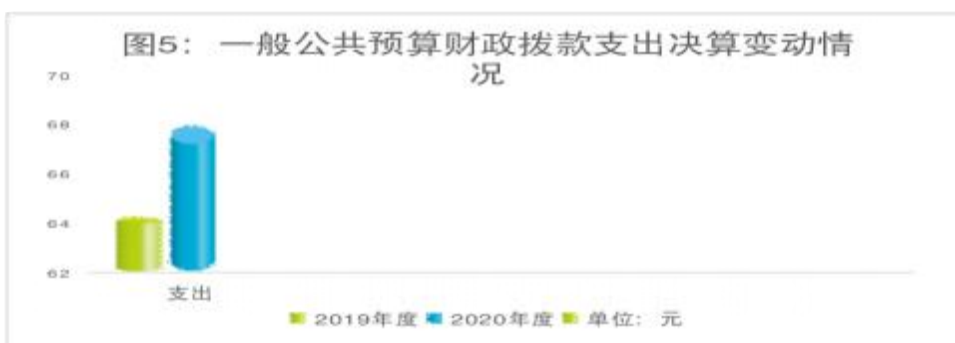 图5：一般公共预算财政拨款支出决算变动情
况
70
68
66
64
62
支出
2019年度 2020年度 单位：元